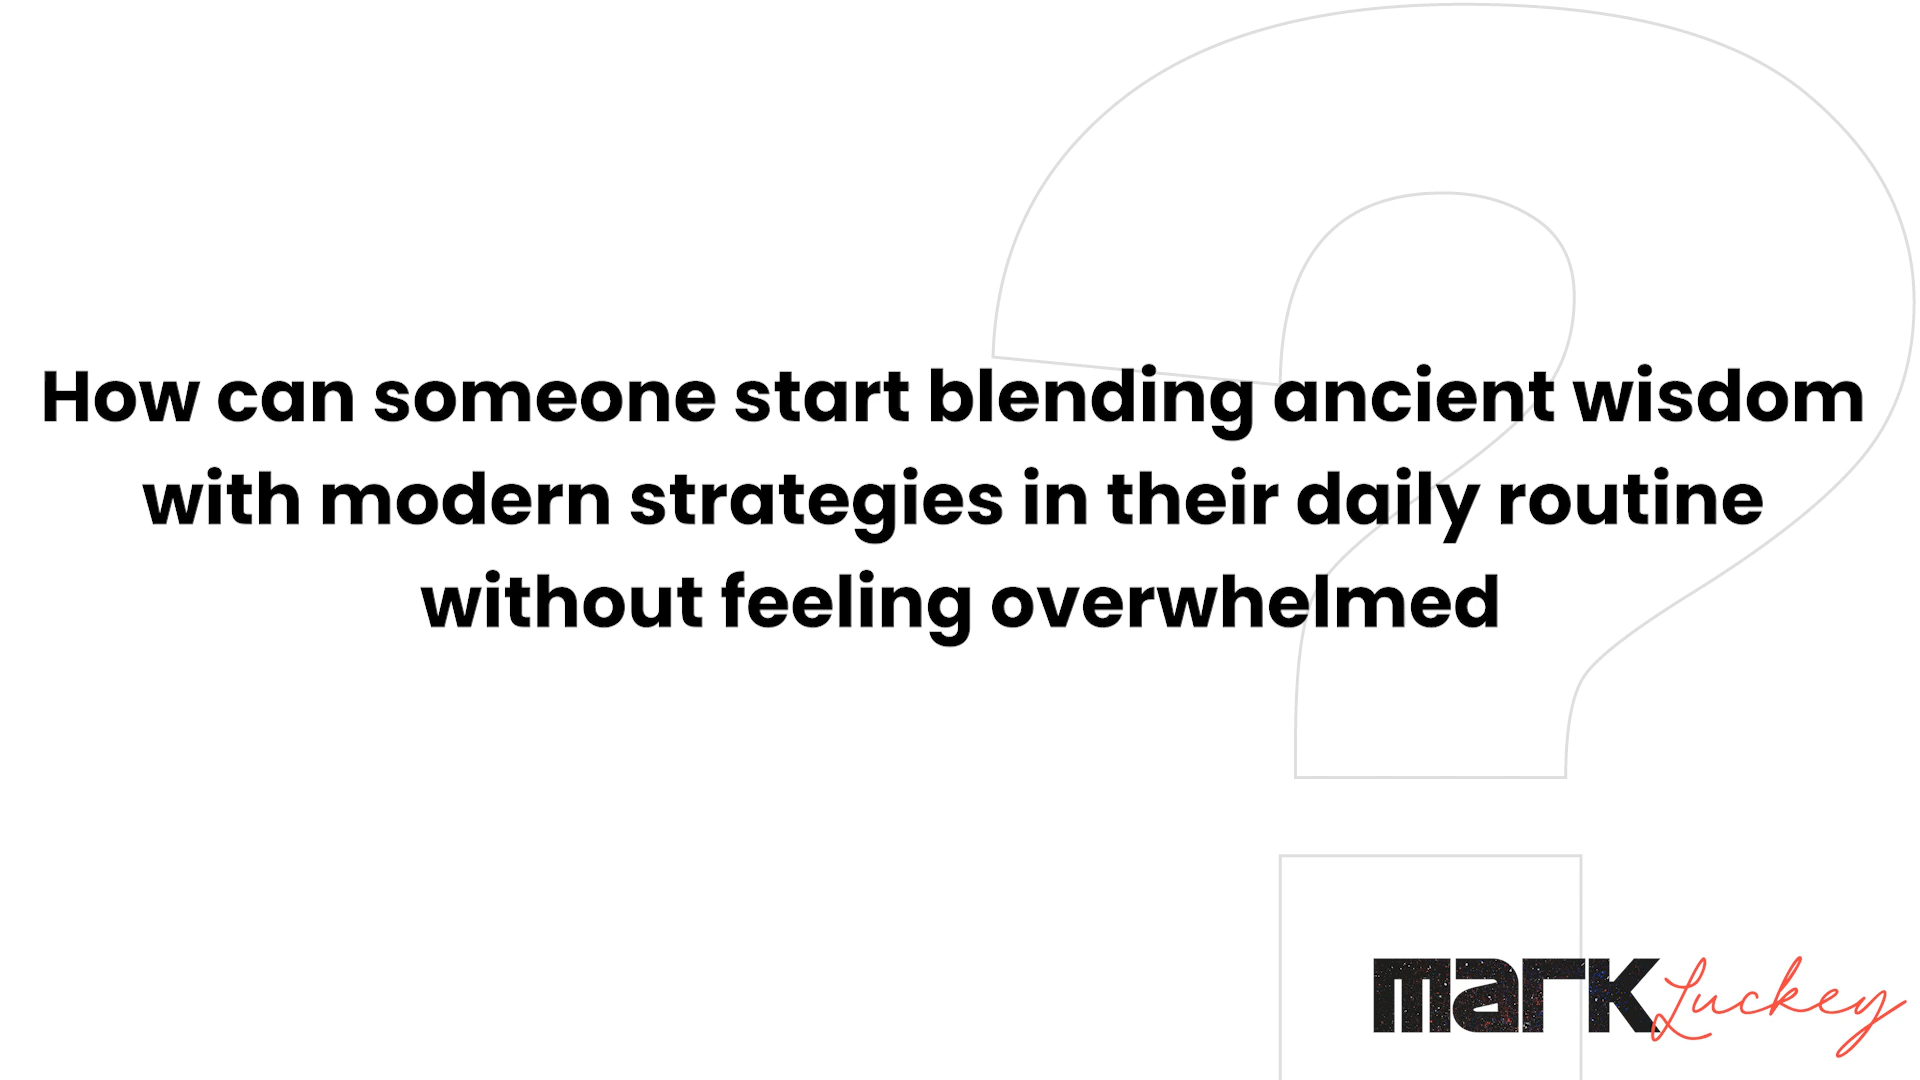 How can someone start blending ancient wisdom
with modern strategies in their daily routine
without feeling overwhelmed
mark Luckey